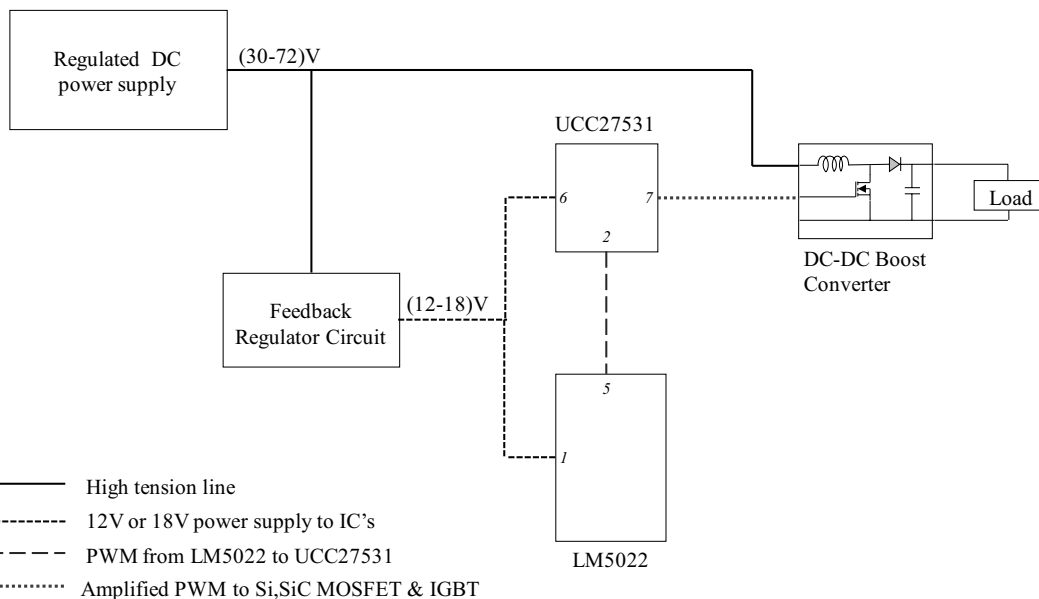 Regulated DC
power supply
(30-72)V
UCC27531
6
7
2
Load
DC-DC Boost
Converter
Feedback
Regulator Circuit
(12-18)V
5
1
LM5022
High tension line
12V or 18V power supply to IC's
PWM from LM5022 to UCC27531
Amplified PWM to Si,SiC MOSFET & IGBT